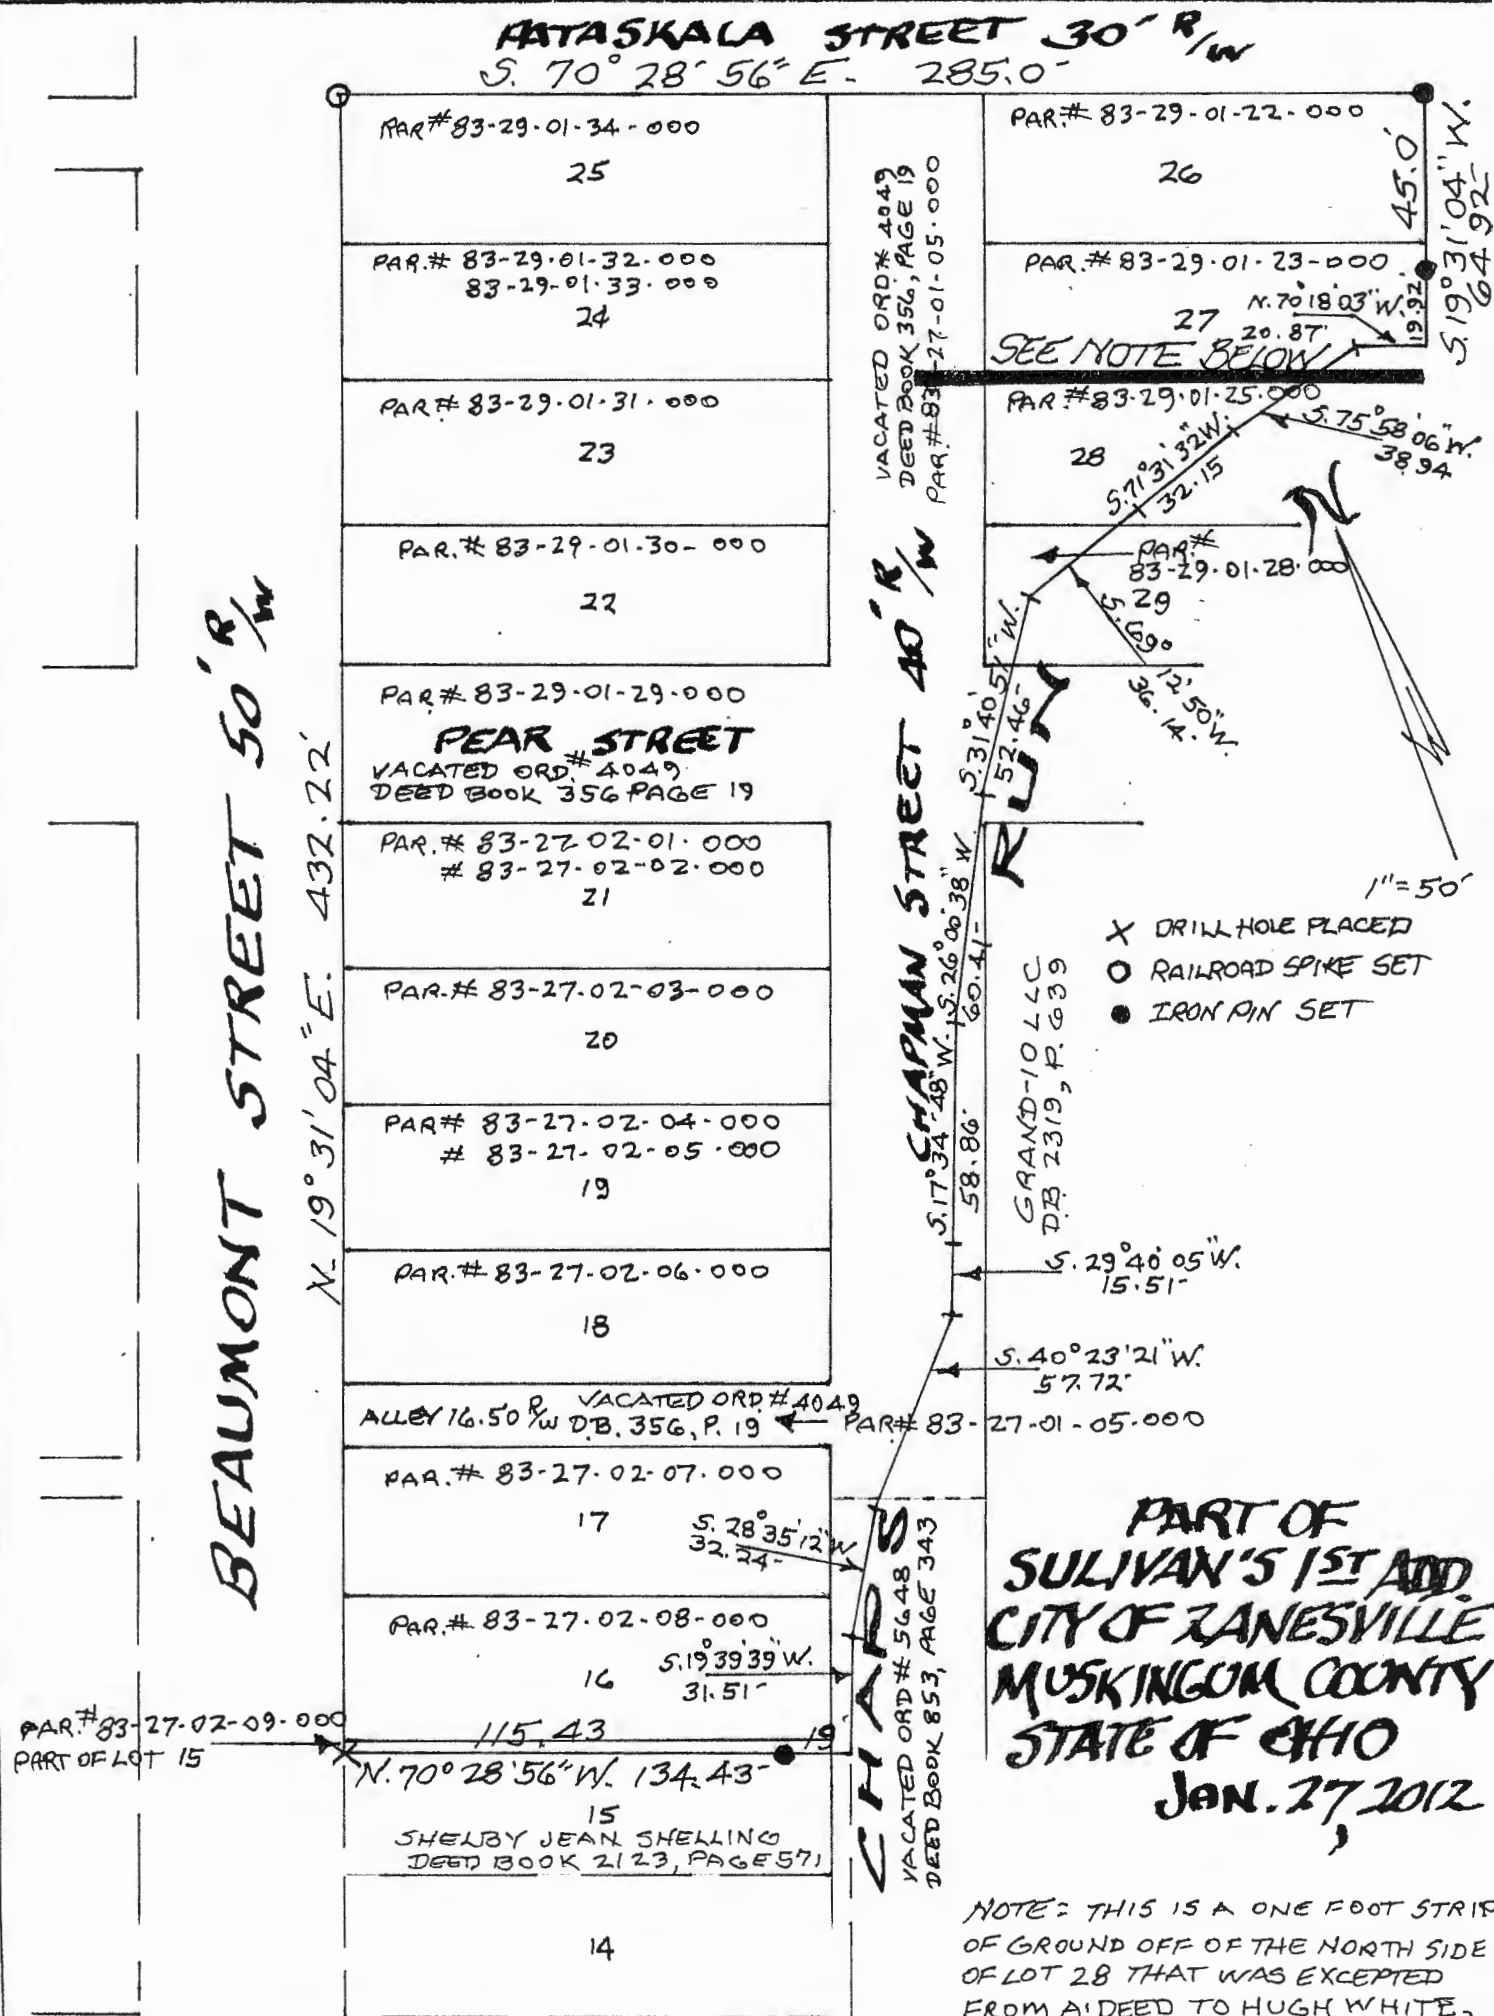 PATASKALA STREET 30' R/W
S. 70° 28' 56" E. 285.0'
PAR# 83-29-01-34-000
25
PAR.# 83-29-01-22-000
26
45.0'
S.19°31'04"W.
64.92'
VACATED ORD# 4049
DEED BOOK 356, PAGE 19
PAR.# 83-27-01-05-000
PAR.# 83-29-01-32-000
83-29-01-33-000
24
PAR.# 83-29-01-23-000
27
N.70°18'03"W.
20.87'
19.92'
SEE NOTE BELOW
PAR# 83-29-01-31-000
23
PAR.#83-29-01-25-000
28
S.75°58'06"W.
38.94
S.71°31'32"W.
32.15
PAR.# 83-29-01-30-000
22
PAR.#
83-29-01-28-000
29
S.69°12'50"W.
36.14'
BEAUMONT STREET 50' R/W
N. 19° 31' 04" E. 432.22'
PAR.# 83-29-01-29-000
PEAR STREET
VACATED ORD.# 4049
DEED BOOK 356 PAGE 19
CHAPMAN STREET 40' R/W
S.31°40'51"W.
52.46'
RUN
N
1"=50'
PAR.# 83-27-02-01-000
# 83-27-02-02-000
21
S.26°00'38"W.
60.41'
X DRILL HOLE PLACED
O RAILROAD SPIKE SET
● IRON PIN SET
PAR.# 83-27-02-03-000
20
GRAND-10 LLC
DB 2319, P. 639
PAR# 83-27-02-04-000
# 83-27-02-05-000
19
S.17°34'48"W.
58.86'
PAR.# 83-27-02-06-000
18
S. 29°40'05"W.
15.51'
S. 40°23'21"W.
57.72'
ALLEY 16.50 R/W VACATED ORD# 4049
D.B. 356, P. 19
PAR# 83-27-01-05-000
PAR.# 83-27-02-07-000
17
S. 28°35'12"W
32.24'
PAR.# 83-27-02-08-000
16
S.19°39'39"W.
31.51'
CHAP'S
VACATED ORD# 5648
DEED BOOK 853, PAGE 343
PART OF
SULIVAN'S 1ST ADD.
CITY OF ZANESVILLE
MUSKINGUM COUNTY
STATE OF OHIO
JAN. 27, 2012
PAR.# 83-27-02-09-000
PART OF LOT 15
115.43
19'
N.70°28'56"W. 134.43'
15
SHELBY JEAN SHELLING
DEED BOOK 2123, PAGE 571
14
NOTE: THIS IS A ONE FOOT STRIP
OF GROUND OFF OF THE NORTH SIDE
OF LOT 28 THAT WAS EXCEPTED
FROM A DEED TO HUGH WHITE.